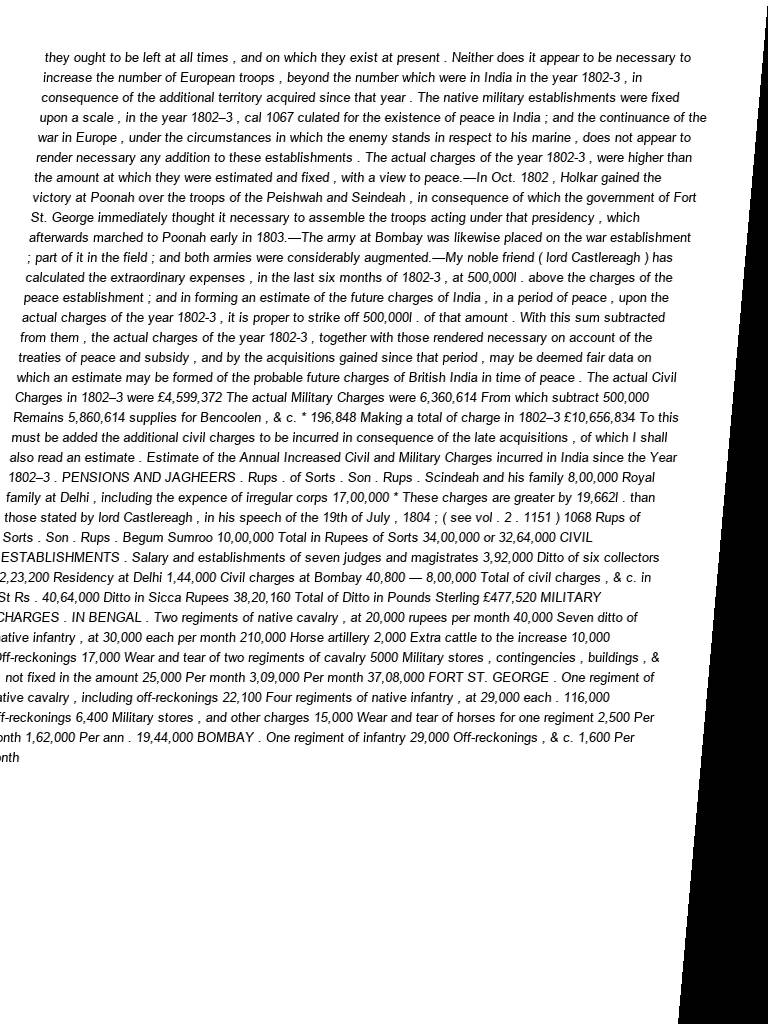 they ought to be left at all times , and on which they exist at present . Neither does it appear to be necessary to
increase the number of European troops , beyond the number which were in India in the year 1802-3 , in
consequence of the additional territory acquired since that year . The native military establishments were fixed
upon a scale , in the year 1802–3 , cal 1067 culated for the existence of peace in India ; and the continuance of the
war in Europe , under the circumstances in which the enemy stands in respect to his marine , does not appear to
render necessary any addition to these establishments . The actual charges of the year 1802-3 , were higher than
the amount at which they were estimated and fixed , with a view to peace.—In Oct. 1802 , Holkar gained the
victory at Poonah over the troops of the Peishwah and Seindeah , in consequence of which the government of Fort
St. George immediately thought it necessary to assemble the troops acting under that presidency , which
afterwards marched to Poonah early in 1803.—The army at Bombay was likewise placed on the war establishment
; part of it in the field ; and both armies were considerably augmented.—My noble friend ( lord Castlereagh ) has
calculated the extraordinary expenses , in the last six months of 1802-3 , at 500,000l . above the charges of the
peace establishment ; and in forming an estimate of the future charges of India , in a period of peace , upon the
actual charges of the year 1802-3 , it is proper to strike off 500,000l . of that amount . With this sum subtracted
from them , the actual charges of the year 1802-3 , together with those rendered necessary on account of the
treaties of peace and subsidy , and by the acquisitions gained since that period , may be deemed fair data on
which an estimate may be formed of the probable future charges of British India in time of peace . The actual Civil
Charges in 1802–3 were £4,599,372 The actual Military Charges were 6,360,614 From which subtract 500,000
Remains 5,860,614 supplies for Bencoolen , & c. * 196,848 Making a total of charge in 1802–3 £10,656,834 To this
must be added the additional civil charges to be incurred in consequence of the late acquisitions , of which I shall
also read an estimate . Estimate of the Annual Increased Civil and Military Charges incurred in India since the Year
1802–3 . PENSIONS AND JAGHEERS . Rups . of Sorts . Son . Rups . Scindeah and his family 8,00,000 Royal
family at Delhi , including the expence of irregular corps 17,00,000 * These charges are greater by 19,662l . than
those stated by lord Castlereagh , in his speech of the 19th of July , 1804 ; ( see vol . 2 . 1151 ) 1068 Rups of
Sorts . Son . Rups . Begum Sumroo 10,00,000 Total in Rupees of Sorts 34,00,000 or 32,64,000 CIVIL
ESTABLISHMENTS . Salary and establishments of seven judges and magistrates 3,92,000 Ditto of six collectors
2,23,200 Residency at Delhi 1,44,000 Civil charges at Bombay 40,800 — 8,00,000 Total of civil charges , & c. in
St Rs . 40,64,000 Ditto in Sicca Rupees 38,20,160 Total of Ditto in Pounds Sterling £477,520 MILITARY
CHARGES . IN BENGAL . Two regiments of native cavalry , at 20,000 rupees per month 40,000 Seven ditto of
native infantry , at 30,000 each per month 210,000 Horse artillery 2,000 Extra cattle to the increase 10,000
Off-reckonings 17,000 Wear and tear of two regiments of cavalry 5000 Military stores , contingencies , buildings , &
not fixed in the amount 25,000 Per month 3,09,000 Per month 37,08,000 FORT ST. GEORGE . One regiment of
native cavalry , including off-reckonings 22,100 Four regiments of native infantry , at 29,000 each . 116,000
Off-reckonings 6,400 Military stores , and other charges 15,000 Wear and tear of horses for one regiment 2,500 Per
month 1,62,000 Per ann . 19,44,000 BOMBAY . One regiment of infantry 29,000 Off-reckonings , & c. 1,600 Per
month